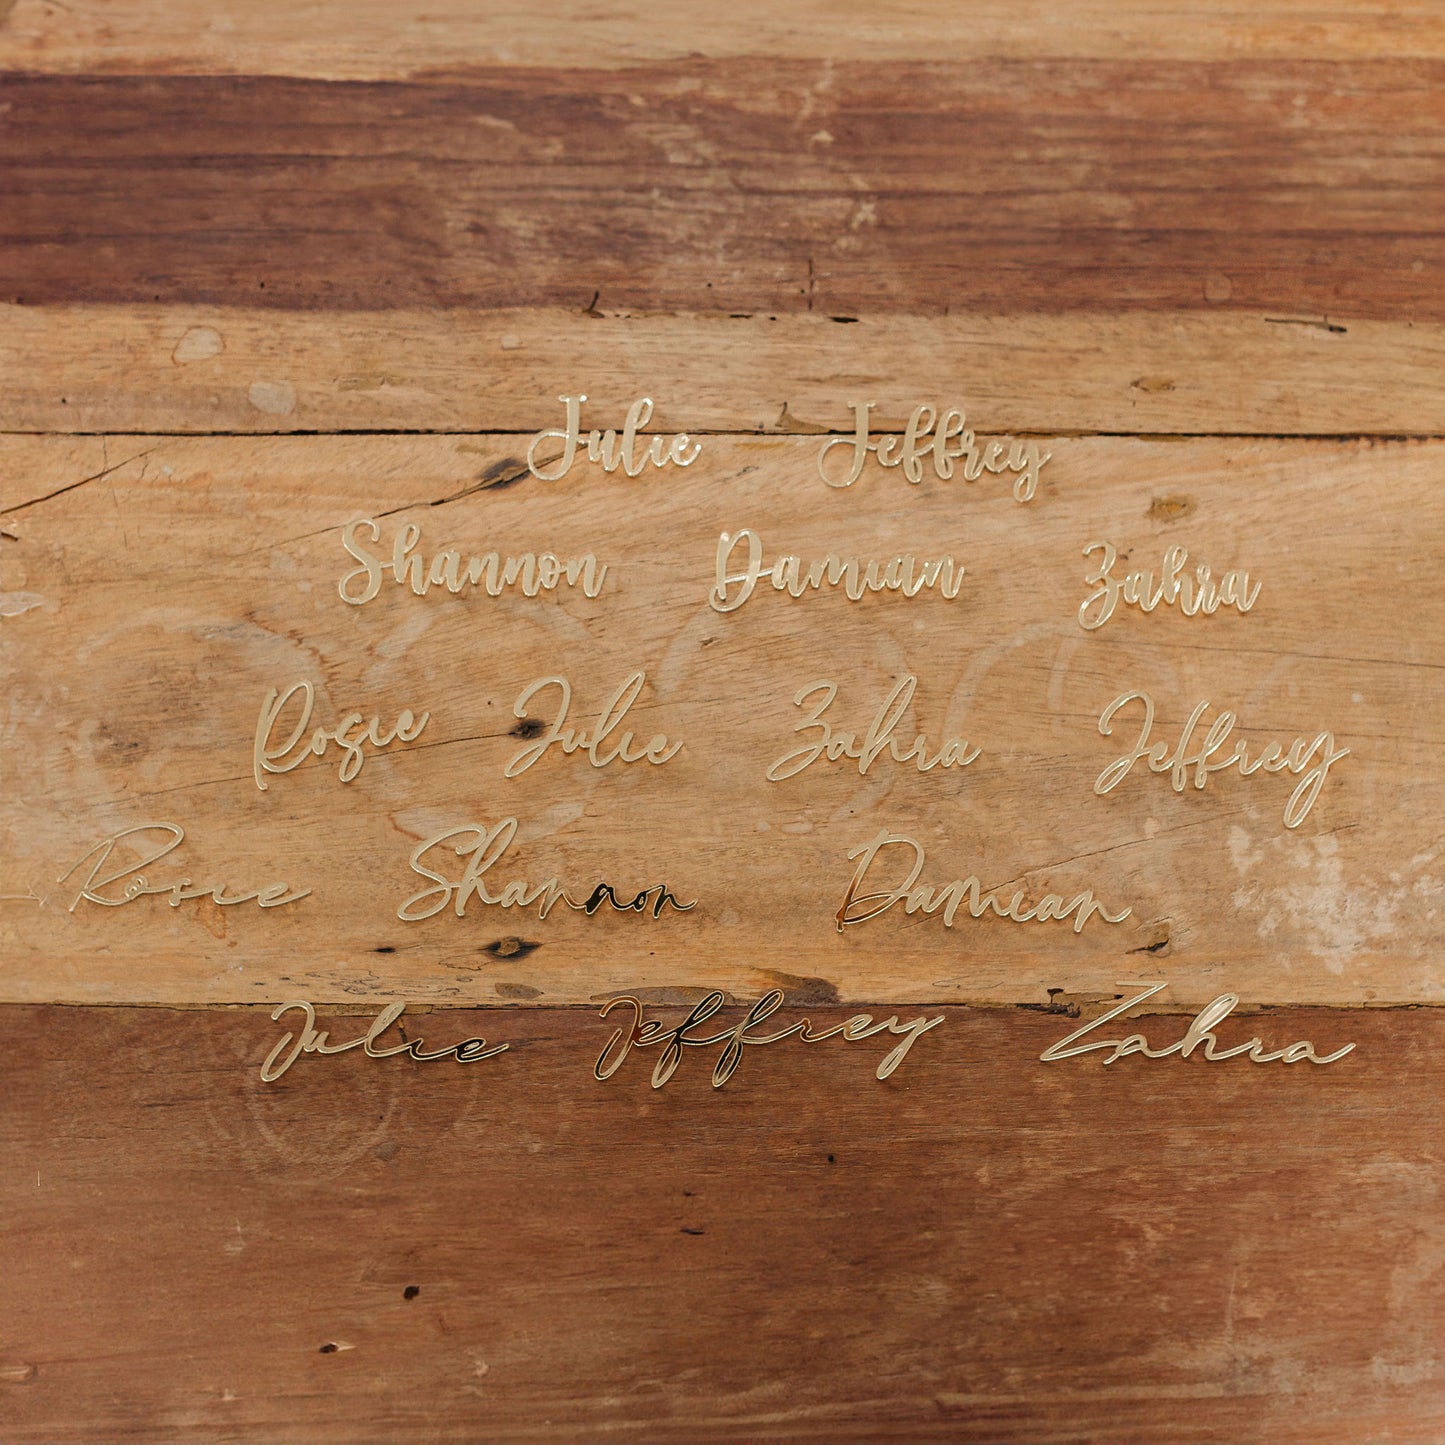 Julie Jeffrey
Shannon Damian Zahra
Rosie Julie Zahra Jeffrey
Rosie Shannon Damian
Julie Jeffrey Zahra